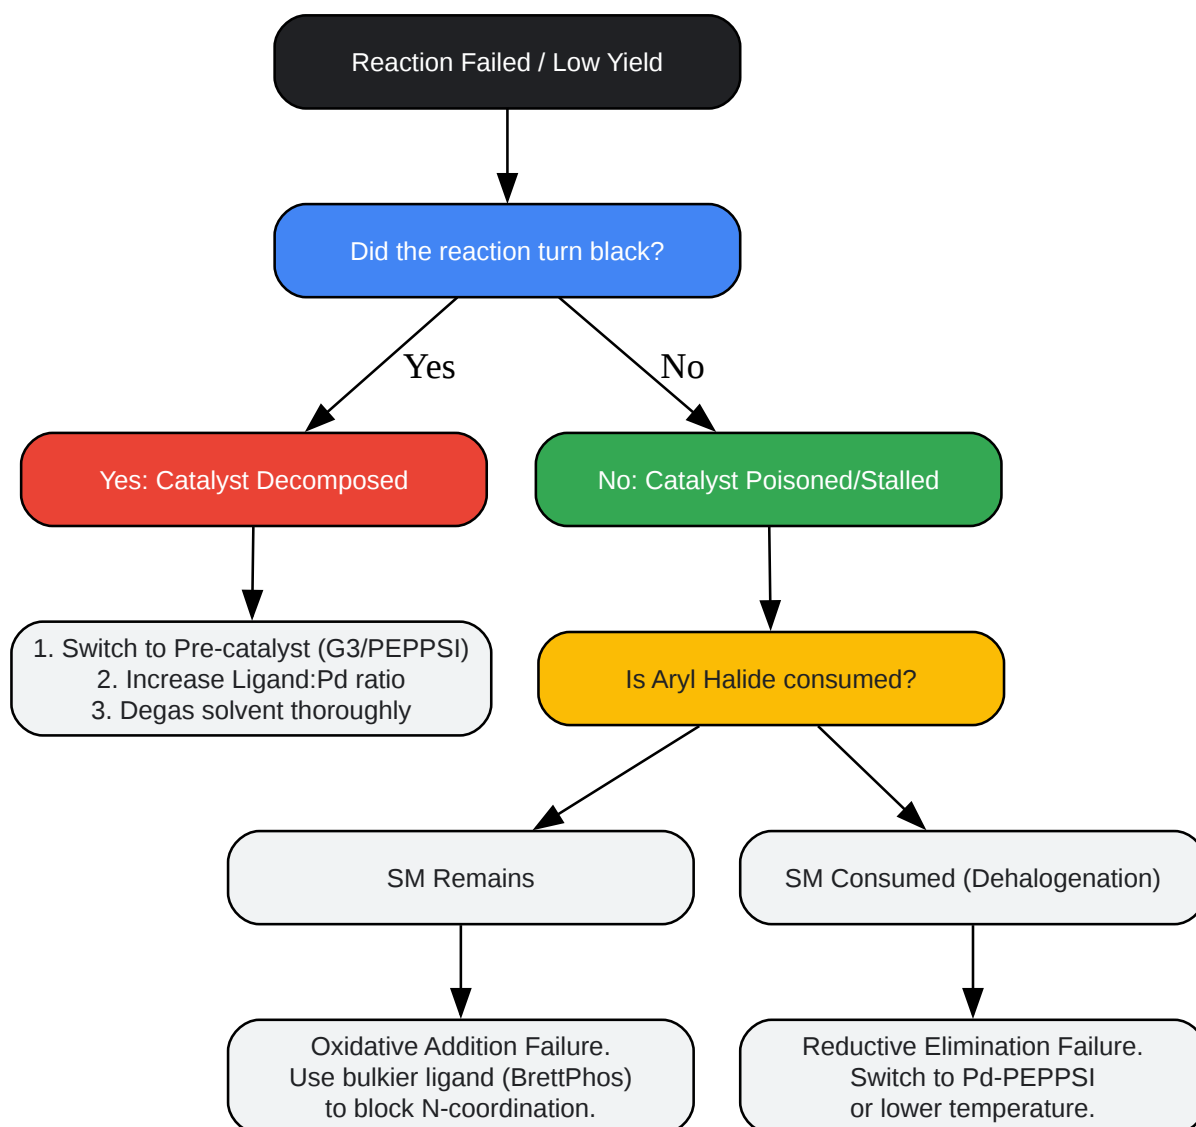 Reaction Failed / Low Yield
Did the reaction turn black?
Yes
No
Yes: Catalyst Decomposed
No: Catalyst Poisoned/Stalled
1. Switch to Pre-catalyst (G3/PEPPSI)
2. Increase Ligand:Pd ratio
3. Degas solvent thoroughly
Is Aryl Halide consumed?
SM Remains
SM Consumed (Dehalogenation)
Oxidative Addition Failure.
Use bulkier ligand (BrettPhos)
to block N-coordination.
Reductive Elimination Failure.
Switch to Pd-PEPPSI
or lower temperature.